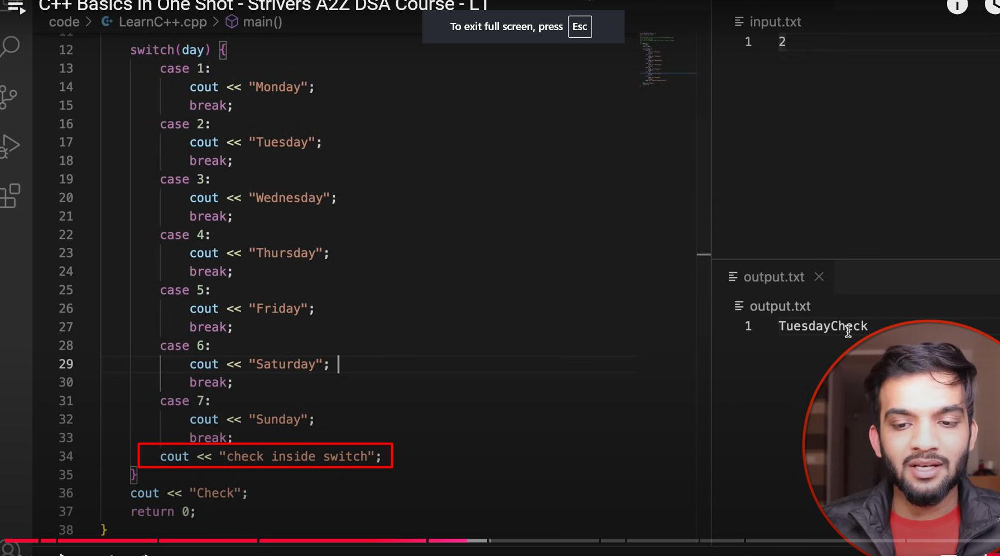 C++ Basics in One Shot - Strivers A2Z DSA Course - L1
code > LearnC++.cpp > main()
To exit full screen, press Esc
11
12 switch(day) {
13 case 1:
14 cout << "Monday";
15 break;
16 case 2:
17 cout << "Tuesday";
18 break;
19 case 3:
20 cout << "Wednesday";
21 break;
22 case 4:
23 cout << "Thursday";
24 break;
25 case 5:
26 cout << "Friday";
27 break;
28 case 6:
29 cout << "Saturday";
30 break;
31 case 7:
32 cout << "Sunday";
33 break;
34 cout << "check inside switch";
35 }
36 cout << "Check";
37 return 0;
38 }
input.txt
1 2
output.txt
output.txt
1 TuesdayCheck